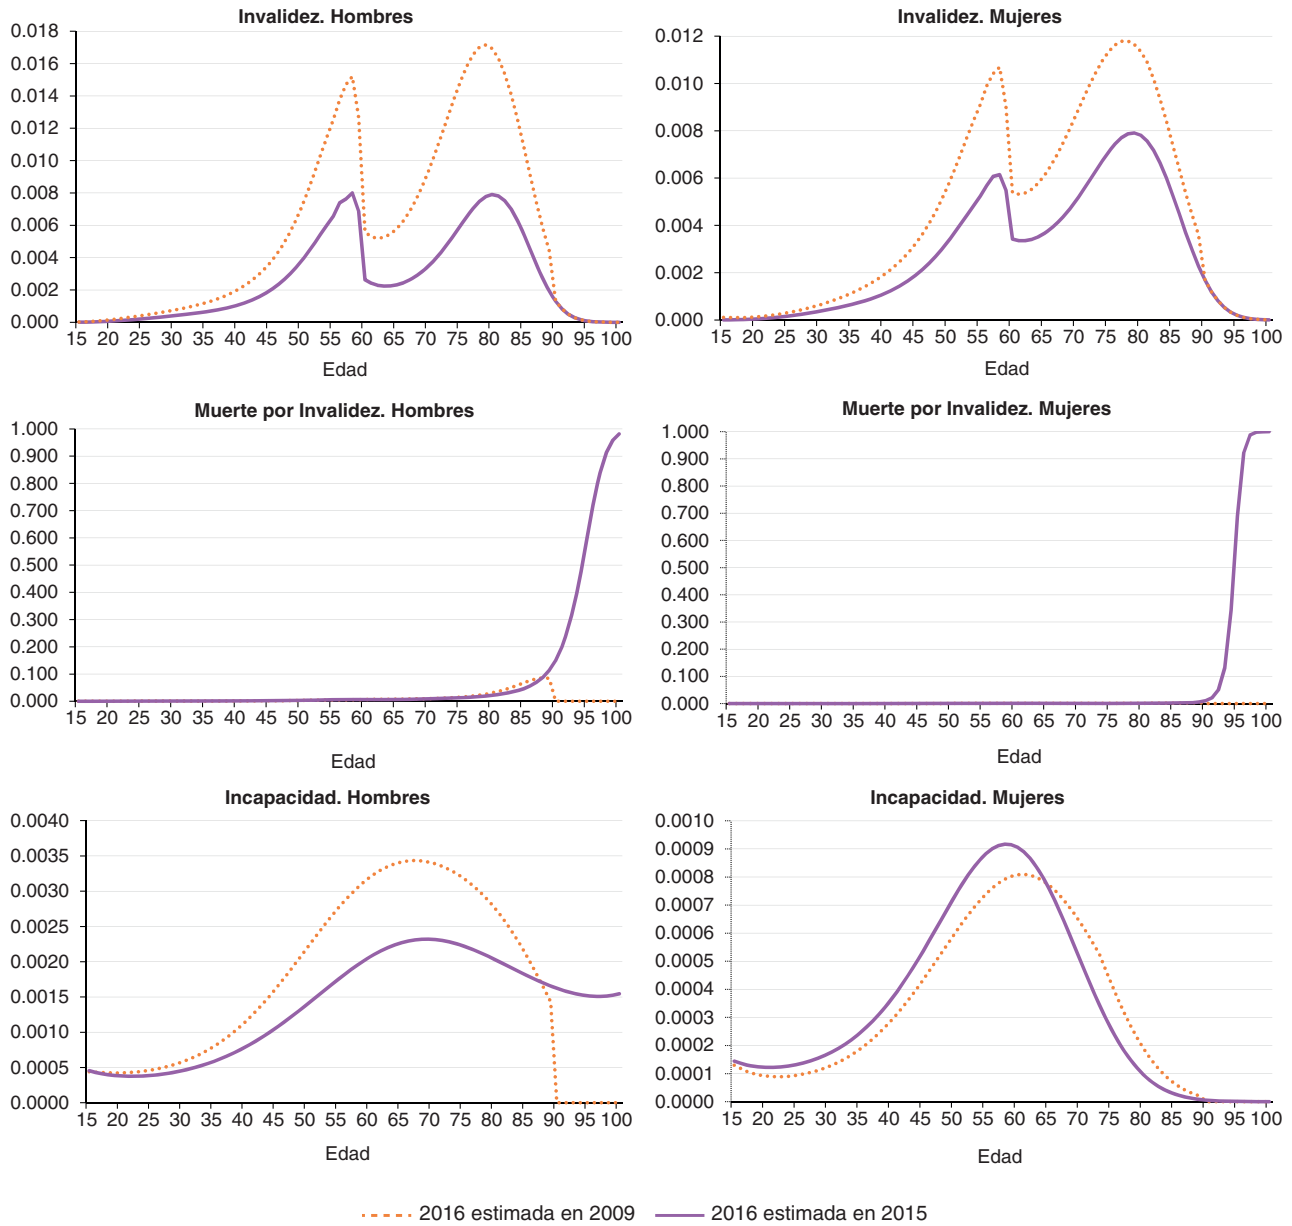 Invalidez. Hombres
0.018
0.016
0.014
0.012
0.010
0.008
0.006
0.004
0.002
0.000
15 20 25 30 35 40 45 50 55 60 65 70 75 80 85 90 95 100
Edad
Invalidez. Mujeres
0.012
0.010
0.008
0.006
0.004
0.002
0.000
15 20 25 30 35 40 45 50 55 60 65 70 75 80 85 90 95 100
Edad
Muerte por Invalidez. Hombres
1.000
0.900
0.800
0.700
0.600
0.500
0.400
0.300
0.200
0.100
0.000
15 20 25 30 35 40 45 50 55 60 65 70 75 80 85 90 95 100
Edad
Muerte por Invalidez. Mujeres
1.000
0.900
0.800
0.700
0.600
0.500
0.400
0.300
0.200
0.100
0.000
15 20 25 30 35 40 45 50 55 60 65 70 75 80 85 90 95 100
Edad
Incapacidad. Hombres
0.0040
0.0035
0.0030
0.0025
0.0020
0.0015
0.0010
0.0005
0.0000
15 20 25 30 35 40 45 50 55 60 65 70 75 80 85 90 95 100
Edad
Incapacidad. Mujeres
0.0010
0.0009
0.0008
0.0007
0.0006
0.0005
0.0004
0.0003
0.0002
0.0001
0.0000
15 20 25 30 35 40 45 50 55 60 65 70 75 80 85 90 95 100
Edad
2016 estimada en 2009
2016 estimada en 2015